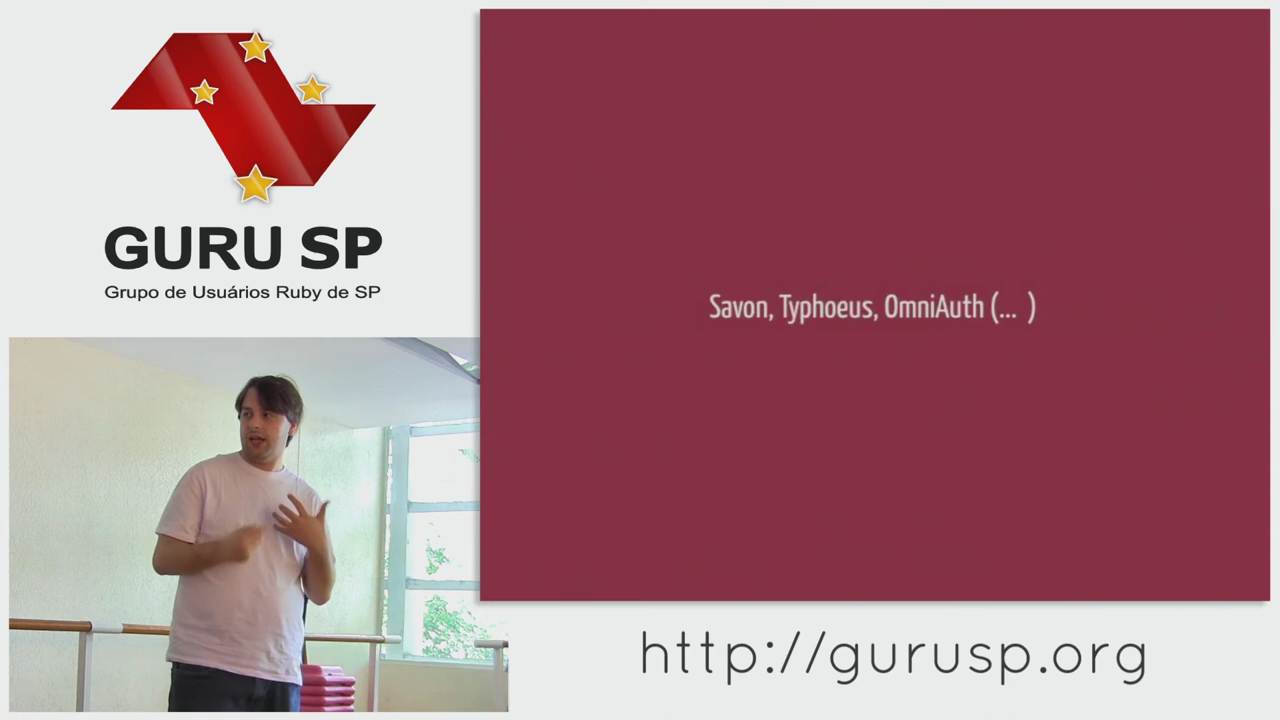 GURU SP
Grupo de Usuários Ruby de SP
Savon, Typhoeus, OmniAuth (... )
http://gurusp.org